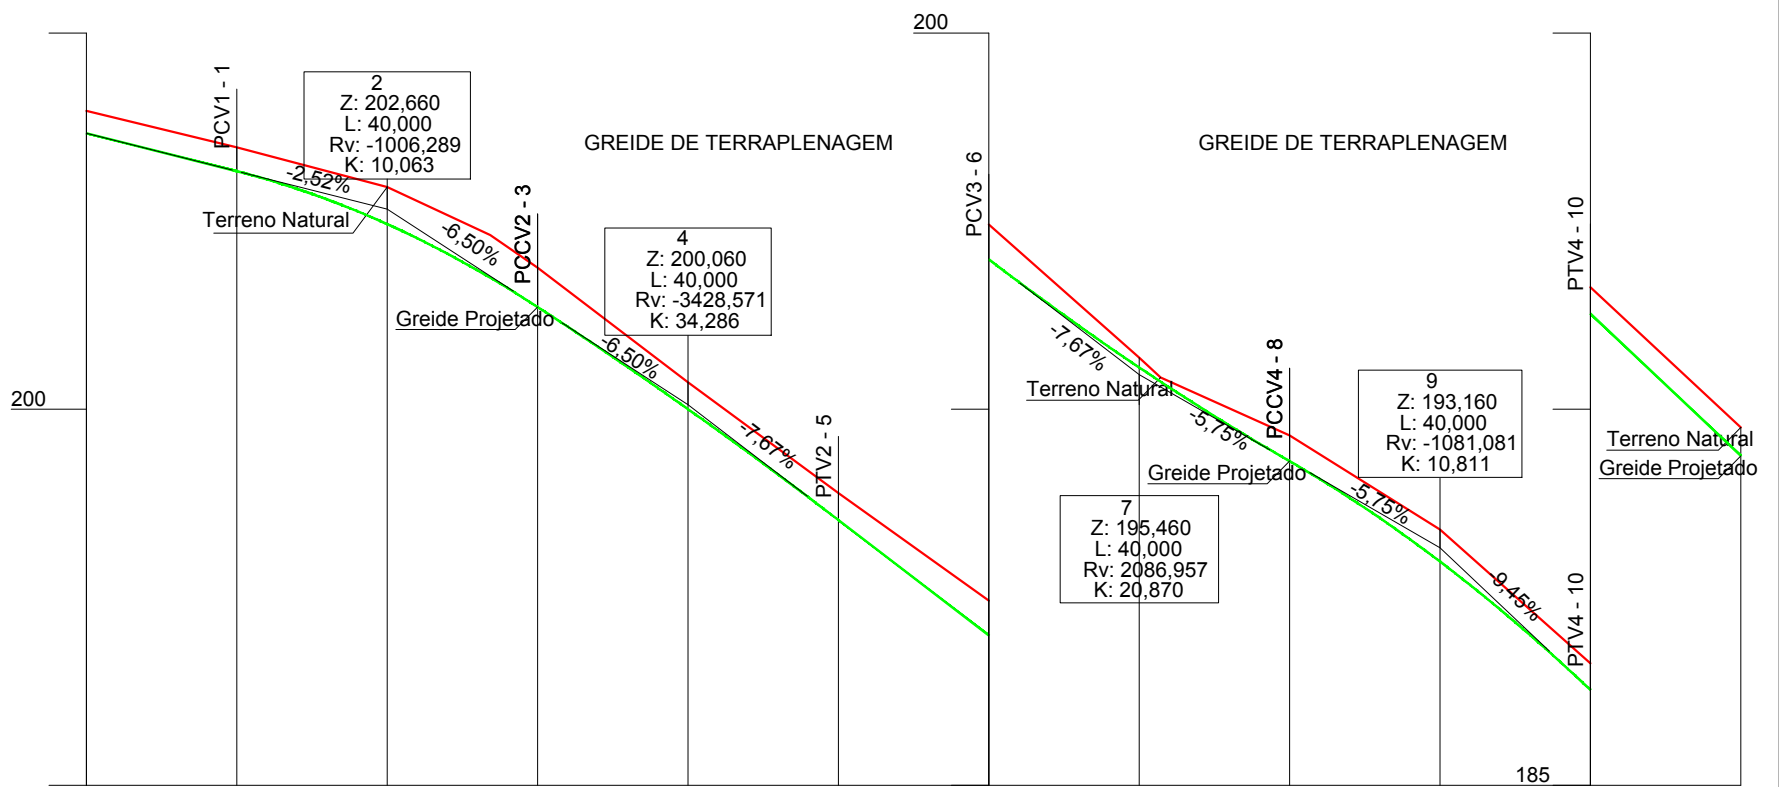 200
PCV1 - 1
2
Z: 202,660
L: 40,000
Rv: -1006,289
K: 10,063
GREIDE DE TERRAPLENAGEM
-2,52%
Terreno Natural
-6,50%
PCCV2 - 3
Greide Projetado
4
Z: 200,060
L: 40,000
Rv: -3428,571
K: 34,286
-6,50%
-7,67%
PTV2 - 5
200
PCV3 - 6
GREIDE DE TERRAPLENAGEM
-7,67%
Terreno Natural
-5,75%
PCCV4 - 8
Greide Projetado
7
Z: 195,460
L: 40,000
Rv: 2086,957
K: 20,870
9
Z: 193,160
L: 40,000
Rv: -1081,081
K: 10,811
-5,75%
-9,45%
PTV4 - 10
PTV4 - 10
185
Terreno Natural
Greide Projetado